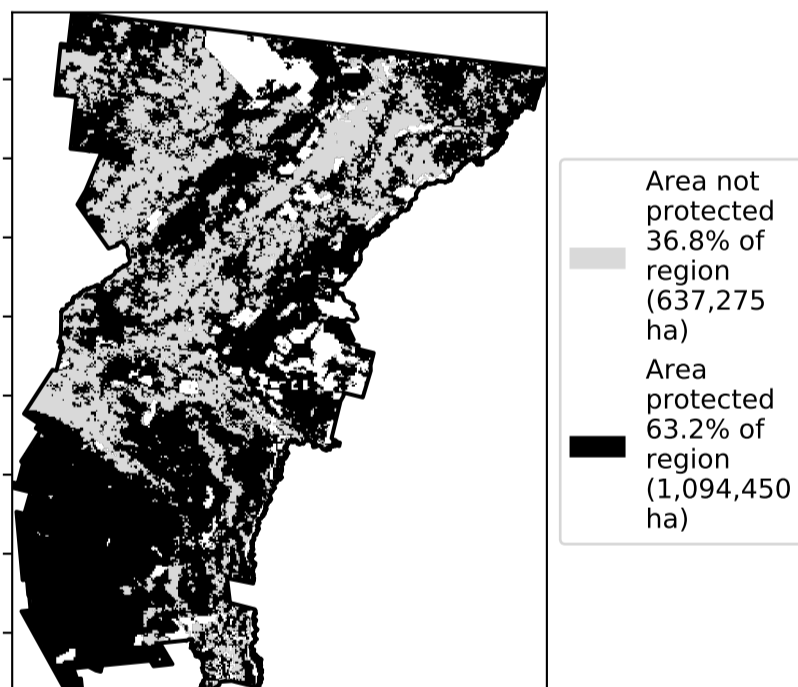 Area not
protected
36.8% of
region
(637,275
ha)
Area
protected
63.2% of
region
(1,094,450
ha)